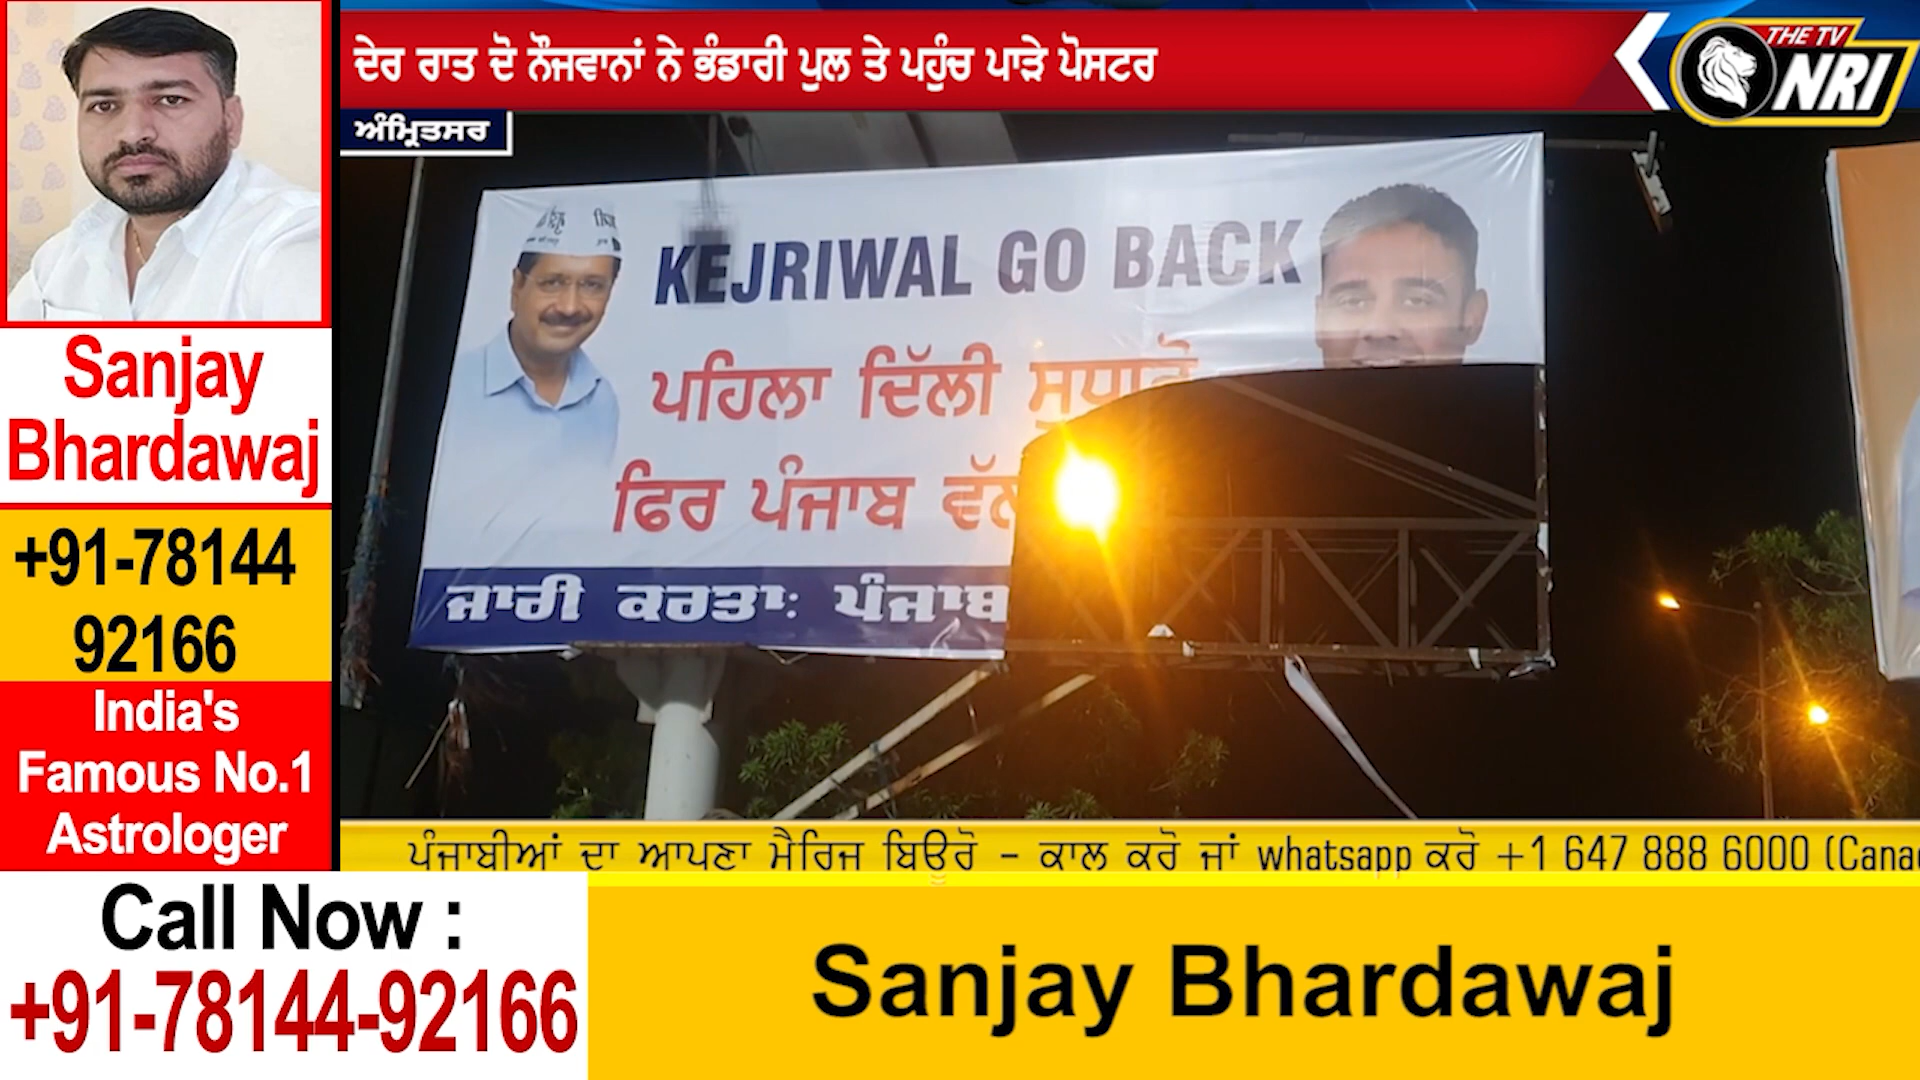 ਦੇਰ ਰਾਤ ਦੋ ਨੌਜਵਾਨਾਂ ਨੇ ਭੰਡਾਰੀ ਪੁਲ ਤੇ ਪਹੁੰਚ ਪਾੜੇ ਪੋਸਟਰ
THE TV
NRI
ਅੰਮ੍ਰਿਤਸਰ
KEJRIWAL GO BACK
ਪਹਿਲਾ ਦਿੱਲੀ ਸੁਧਾਰੋ
ਫਿਰ ਪੰਜਾਬ ਵੱਲ
ਜਾਰੀ ਕਰਤਾ: ਪੰਜਾਬ
Sanjay
Bhardawaj
+91-78144
92166
India's
Famous No.1
Astrologer
ਪੰਜਾਬੀਆਂ ਦਾ ਆਪਣਾ ਮੈਰਿਜ ਬਿਊਰੋ - ਕਾਲ ਕਰੋ ਜਾਂ whatsapp ਕਰੋ +1 647 888 6000 (Cana
Call Now :
+91-78144-92166
Sanjay Bhardawaj